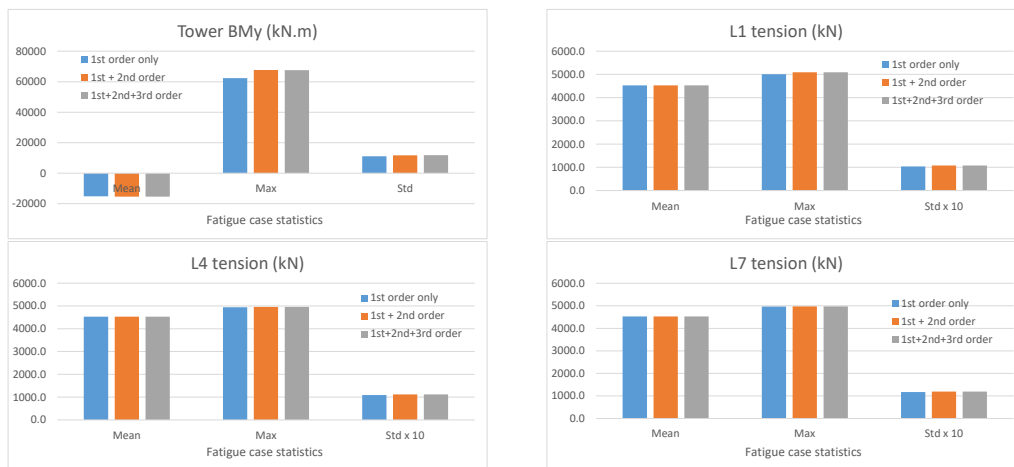 Tower BMy (kN.m)
80000
60000
40000
20000
0
-20000
1st order only
1st + 2nd order
1st+2nd+3rd order
Mean
Max
Std
Fatigue case statistics
L1 tension (kN)
6000.0
5000.0
4000.0
3000.0
2000.0
1000.0
0.0
1st order only
1st + 2nd order
1st+2nd+3rd order
Mean
Max
Std x 10
Fatigue case statistics
L4 tension (kN)
6000.0
5000.0
4000.0
3000.0
2000.0
1000.0
0.0
1st order only
1st + 2nd order
1st+2nd+3rd order
Mean
Max
Std x 10
Fatigue case statistics
L7 tension (kN)
6000.0
5000.0
4000.0
3000.0
2000.0
1000.0
0.0
1st order only
1st + 2nd order
1st+2nd+3rd order
Mean
Max
Std x 10
Fatigue case statistics